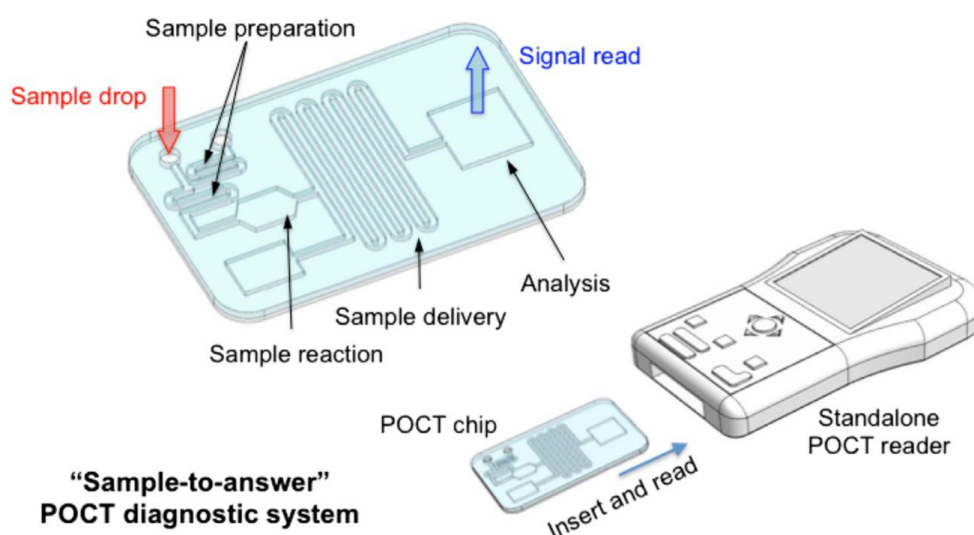 Sample preparation
Sample drop
Signal read
Analysis
Sample delivery
Sample reaction
POCT chip
Insert and read
Standalone
POCT reader
“Sample-to-answer”
POCT diagnostic system